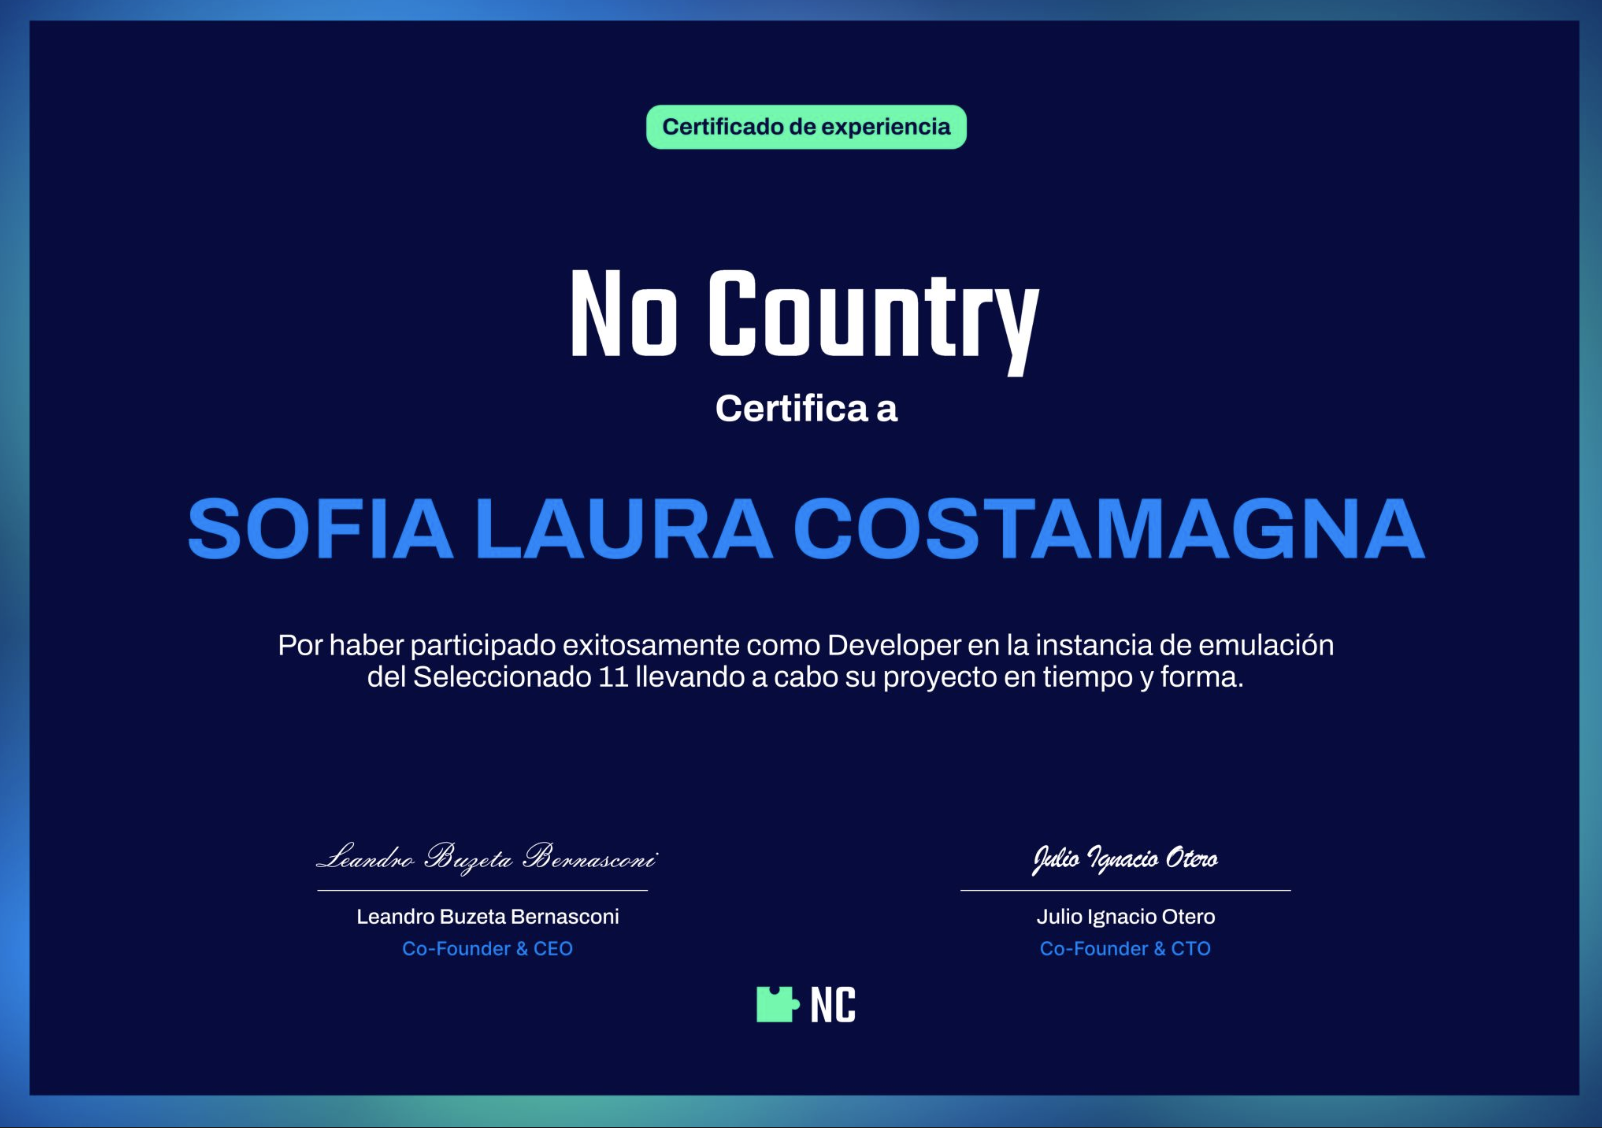 Certificado de experiencia
No Country
Certifica a
SOFIA LAURA COSTAMAGNA
Por haber participado exitosamente como Developer en la instancia de emulación
del Seleccionado 11 llevando a cabo su proyecto en tiempo y forma.
Leandro Buzeta Bernasconi
Leandro Buzeta Bernasconi
Co-Founder & CEO
Julio Ignacio Otero
Julio Ignacio Otero
Co-Founder & CTO
NC